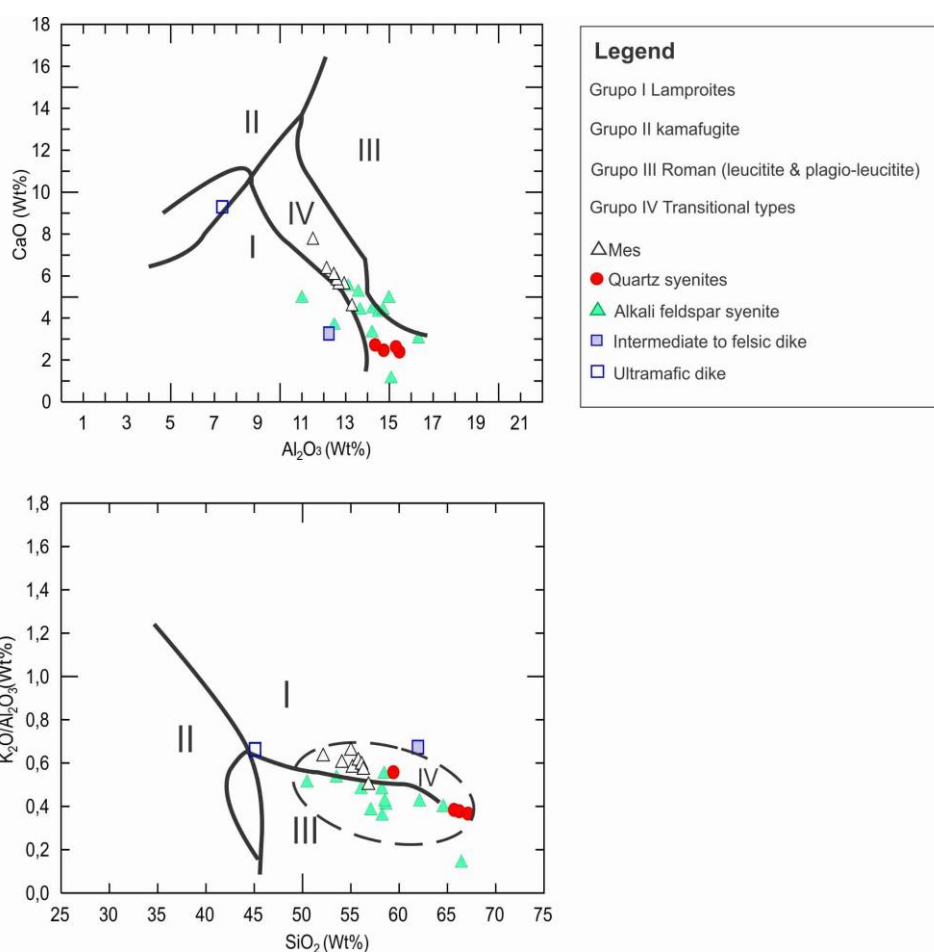 18
16
14
12
10
8
6
4
2
0
CaO (Wt%)
II
III
IV
I
1 3 5 7 9 11 13 15 17 19 21
Al₂O₃ (Wt%)
Legend
Grupo I Lamproites
Grupo II kamafugite
Grupo III Roman (leucitite & plagio-leucitite)
Grupo IV Transitional types
Mes
Quartz syenites
Alkali feldspar syenite
Intermediate to felsic dike
Ultramafic dike
1,8
1,6
1,4
1,2
1,0
0,8
0,6
0,4
0,2
0,0
K₂O/Al₂O₃(Wt%)
I
II
IV
III
25 30 35 40 45 50 55 60 65 70 75
SiO₂ (Wt%)